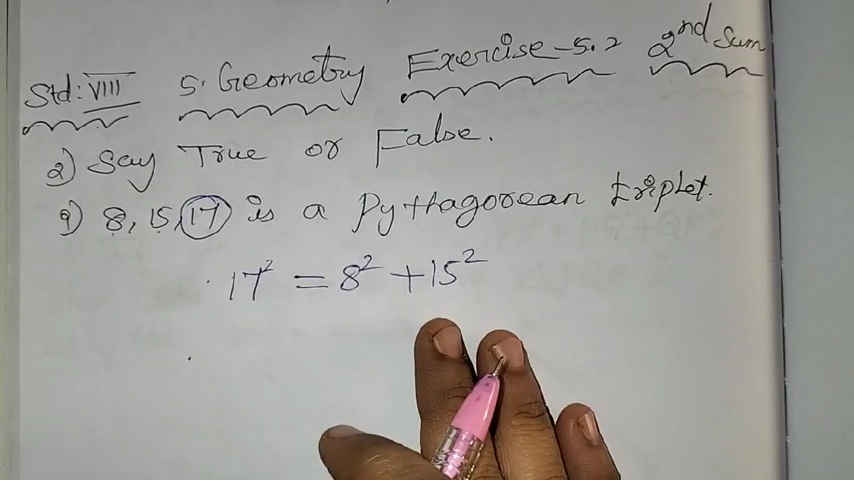 Std: VIII 5. Geometry Exercise - 5.2 2nd Sum
2) Say True or False.
i) 8, 15, 17 is a Pythagorean triplet.
17² = 8² + 15²